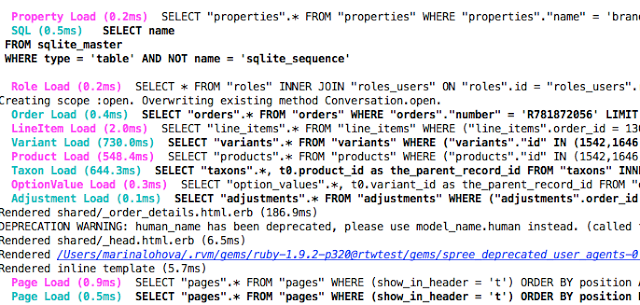 Property Load (0.2ms)  SELECT "properties".* FROM "properties" WHERE "properties"."name" = 'bran
SQL (0.5ms)  SELECT name
FROM sqlite_master
WHERE type = 'table' AND NOT name = 'sqlite_sequence'
Role Load (0.2ms)  SELECT * FROM "roles" INNER JOIN "roles_users" ON "roles".id = "roles_users".
Creating scope :open. Overwriting existing method Conversation.open.
Order Load (0.4ms)  SELECT "orders".* FROM "orders" WHERE "orders"."number" = 'R781872056' LIMIT
LineItem Load (2.0ms)  SELECT "line_items".* FROM "line_items" WHERE ("line_items".order_id = 13
Variant Load (730.0ms)  SELECT "variants".* FROM "variants" WHERE ("variants"."id" IN (1542,1646
Product Load (548.4ms)  SELECT "products".* FROM "products" WHERE ("products"."id" IN (1542,1646
Taxon Load (644.3ms)  SELECT "taxons".*, t0.product_id as the_parent_record_id FROM "taxons" INN
OptionValue Load (0.3ms)  SELECT "option_values".*, t0.variant_id as the_parent_record_id FROM "
Adjustment Load (0.1ms)  SELECT "adjustments".* FROM "adjustments" WHERE ("adjustments".order_id
Rendered shared/_order_details.html.erb (186.9ms)
DEPRECATION WARNING: human_name has been deprecated, please use model_name.human instead. (called f
Rendered shared/_head.html.erb (6.5ms)
Rendered /Users/marinalohova/.rvm/gems/ruby-1.9.2-p320@rtwtest/gems/spree_deprecated_user_agents-0
Rendered inline template (5.7ms)
Page Load (0.9ms)  SELECT "pages".* FROM "pages" WHERE (show_in_header = 't') ORDER BY position
Page Load (0.5ms)  SELECT "pages".* FROM "pages" WHERE (show_in_header = 't') ORDER BY position